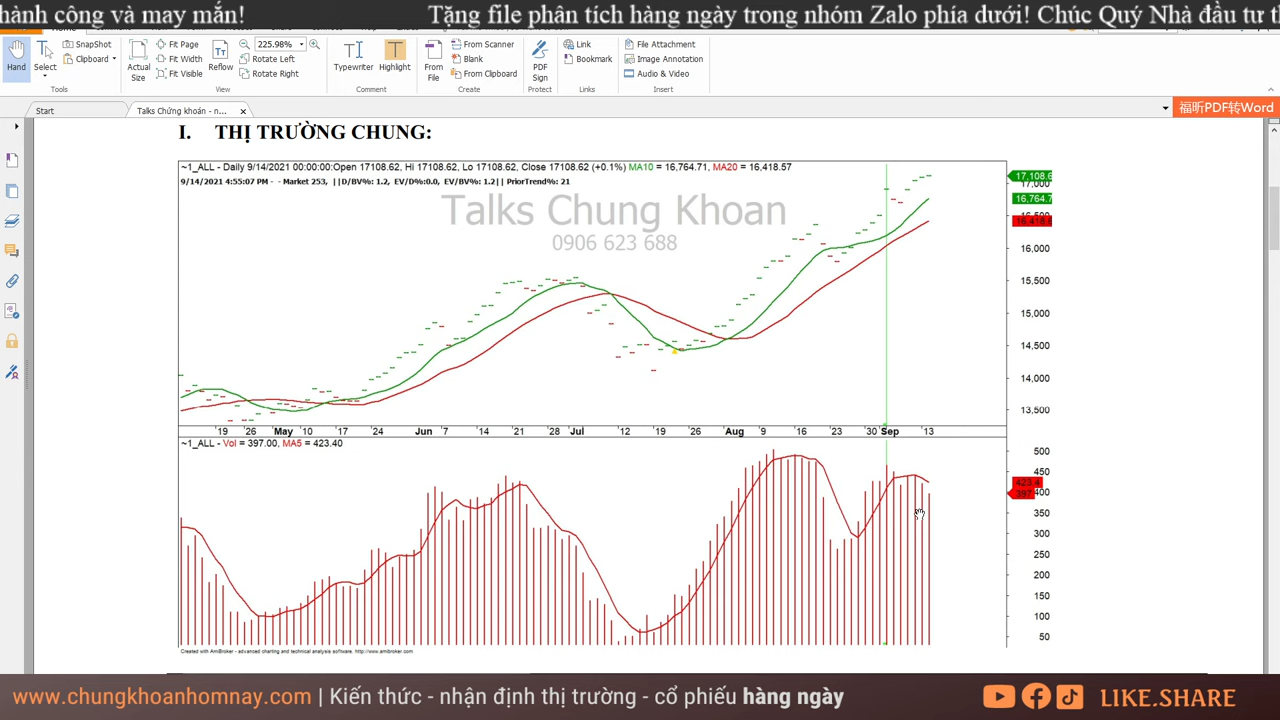 hành công và may mắn!
Tặng file phân tích hàng ngày trong nhóm Zalo phía dưới! Chúc Quý Nhà đầu tư th
Hand
Select
SnapShot
Clipboard
Actual Size
Fit Page
Fit Width
Fit Visible
Reflow
225.98%
Rotate Left
Rotate Right
Typewriter
Highlight
From File
From Scanner
Blank
From Clipboard
PDF Sign
Link
Bookmark
File Attachment
Image Annotation
Audio & Video
Tools
View
Comment
Create
Protect
Links
Insert
Start
Talks Chứng khoán - n...
福昕PDF转Word
I. THỊ TRƯỜNG CHUNG:
~1_ALL - Daily 9/14/2021 00:00:00:Open 17108.62, Hi 17108.62, Lo 17108.62, Close 17108.62 (+0.1%) MA10 = 16.764.71, MA20 = 16,418.57
9/14/2021 4:55:07 PM - - Market 253, ||D/BV%: 1.2, EV/D%:0.0, EV/BV%: 1.2|| PriorTrend%: 21
Talks Chung Khoan
0906 623 688
17,108.6
17,000
16,764.7
16,500
16,418.6
16,000
15,500
15,000
14,500
14,000
13,500
19 26 May 10 17 24 Jun 7 14 21 28 Jul 12 19 26 Aug 9 16 23 30 Sep 13
~1_ALL - Vol = 397.00, MA5 = 423.40
500
450
423.4
397
400
350
300
250
200
150
100
50
Created with AmiBroker - advanced charting and technical analysis software. http://www.amibroker.com
www.chungkhoanhomnay.com | Kiến thức - nhận định thị trường - cổ phiếu hàng ngày
LIKE.SHARE